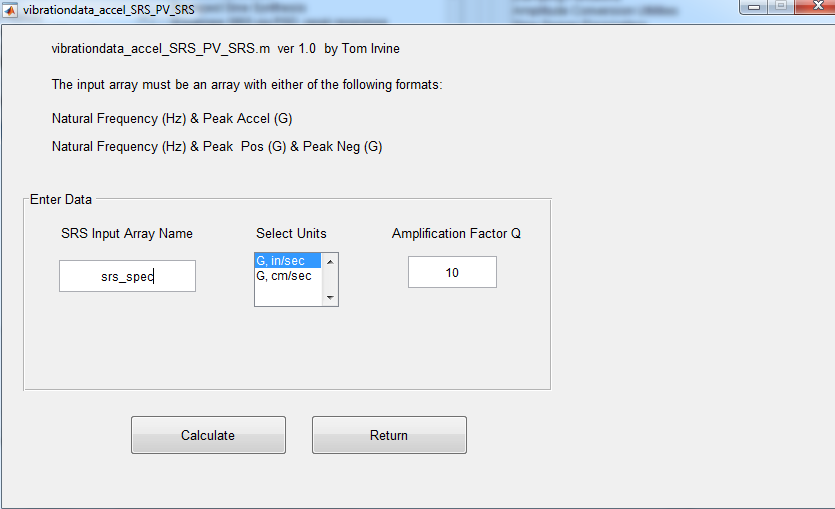 vibrationdata_accel_SRS_PV_SRS
vibrationdata_accel_SRS_PV_SRS.m ver 1.0 by Tom Irvine
The input array must be an array with either of the following formats:
Natural Frequency (Hz) & Peak Accel (G)
Natural Frequency (Hz) & Peak Pos (G) & Peak Neg (G)
Enter Data
SRS Input Array Name
Select Units
Amplification Factor Q
srs_spec
G, in/sec
G, cm/sec
10
Calculate
Return